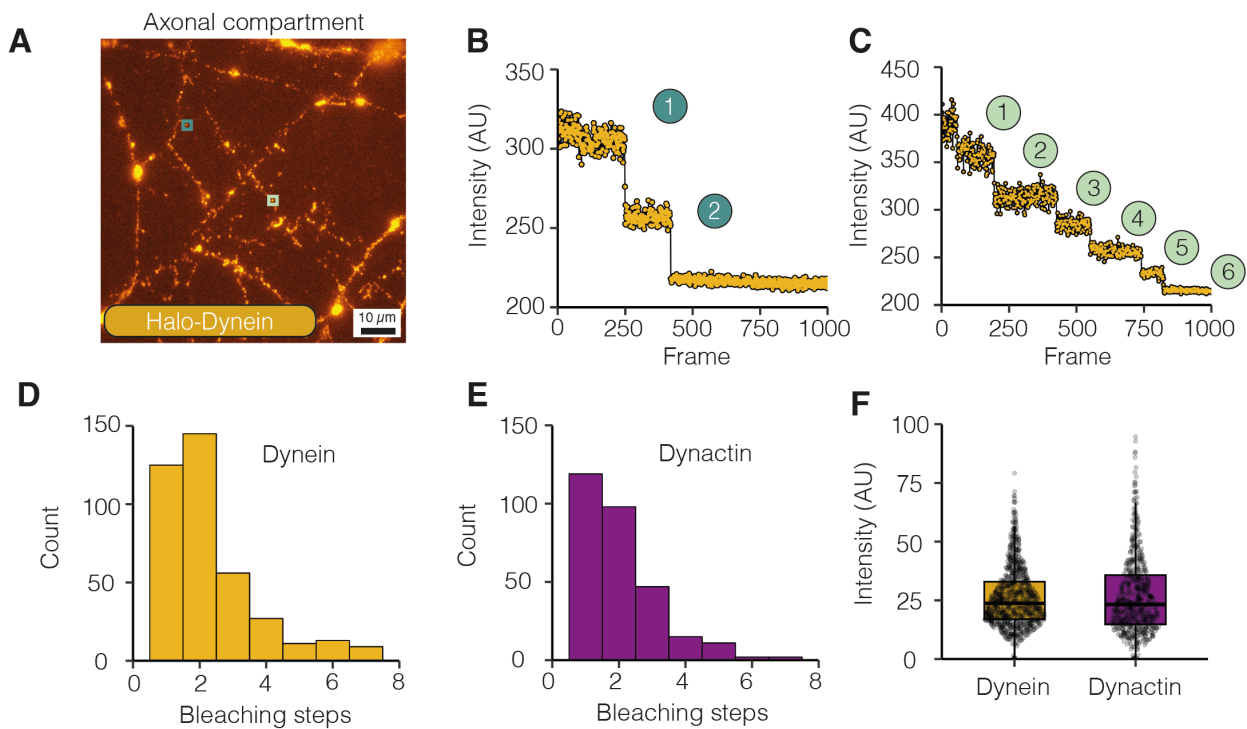 Axonal compartment
A
Halo-Dynein
10 µm
B
Intensity (AU)
350
300
250
200
0 250 500 750 1000
Frame
1
2
C
Intensity (AU)
450
400
350
300
250
200
0 250 500 750 1000
Frame
1
2
3
4
5
6
D
Dynein
Count
150
100
50
0
0 2 4 6 8
Bleaching steps
E
Dynactin
Count
150
100
50
0
0 2 4 6 8
Bleaching steps
F
Intensity (AU)
100
75
50
25
0
Dynein Dynactin